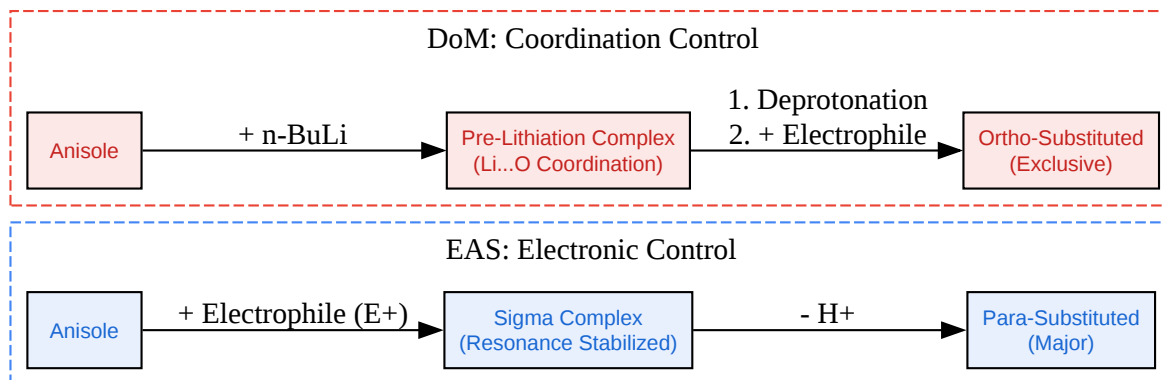 DoM: Coordination Control
Anisole
+ n-BuLi
Pre-Lithiation Complex
(Li...O Coordination)
1. Deprotonation
2. + Electrophile
Ortho-Substituted
(Exclusive)
EAS: Electronic Control
Anisole
+ Electrophile (E+)
Sigma Complex
(Resonance Stabilized)
- H+
Para-Substituted
(Major)